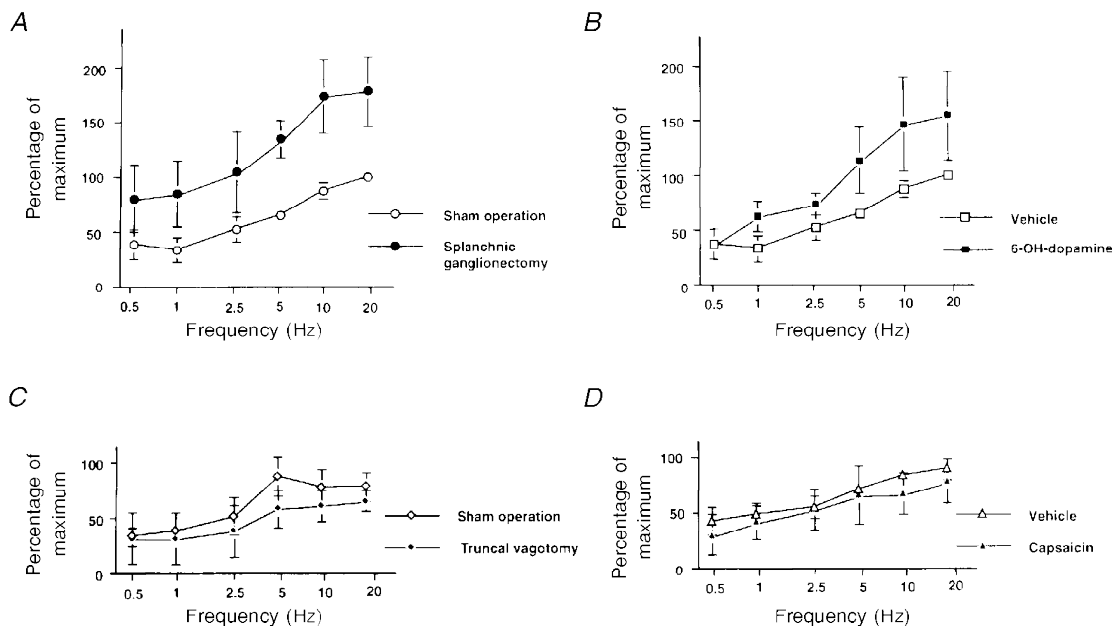 A
Percentage of
maximum
200
150
100
50
0
0.5 1 2.5 5 10 20
Frequency (Hz)
Sham operation
Splanchnic
ganglionectomy
B
Percentage of
maximum
200
150
100
50
0
0.5 1 2.5 5 10 20
Frequency (Hz)
Vehicle
6-OH-dopamine
C
Percentage of
maximum
100
50
0
0.5 1 2.5 5 10 20
Frequency (Hz)
Sham operation
Truncal vagotomy
D
Percentage of
maximum
100
50
0
0.5 1 2.5 5 10 20
Frequency (Hz)
Vehicle
Capsaicin